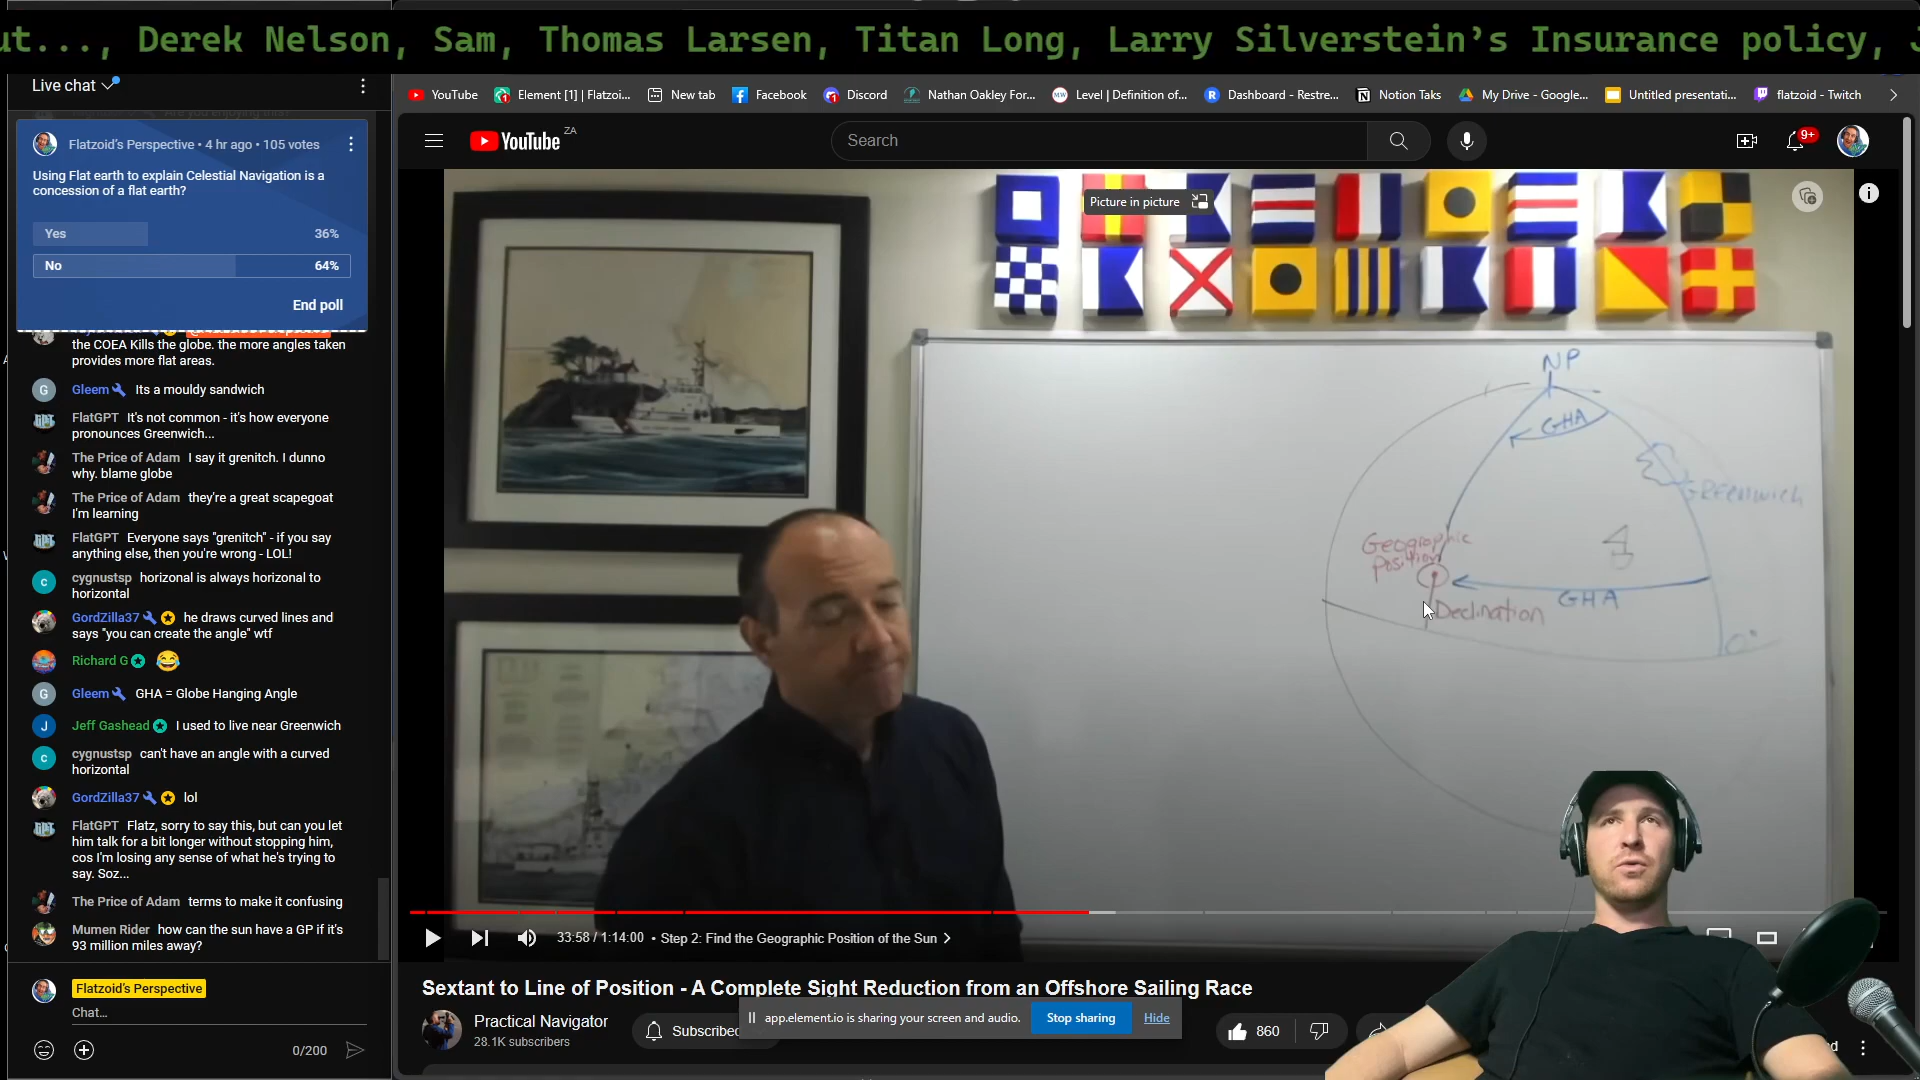 ut..., Derek Nelson, Sam, Thomas Larsen, Titan Long, Larry Silverstein's Insurance policy,
Live chat
Flatzoid's Perspective • 4 hr ago • 105 votes
Using Flat earth to explain Celestial Navigation is a
concession of a flat earth?
Yes 36%
No 64%
End poll
the COEA Kills the globe. the more angles taken
provides more flat areas.
G Gleem Its a mouldy sandwich
FlatGPT It's not common - it's how everyone
pronounces Greenwich...
The Price of Adam I say it grenitch. I dunno
why. blame globe
The Price of Adam they're a great scapegoat
I'm learning
FlatGPT Everyone says "grenitch" - if you say
anything else, then you're wrong - LOL!
c cygnustsp horizonal is always horizonal to
horizontal
GordZilla37 he draws curved lines and
says "you can create the angle" wtf
Richard G
G Gleem GHA = Globe Hanging Angle
J Jeff Gashead I used to live near Greenwich
c cygnustsp can't have an angle with a curved
horizontal
GordZilla37 lol
FlatGPT Flatz, sorry to say this, but can you let
him talk for a bit longer without stopping him,
cos I'm losing any sense of what he's trying to
say. Soz...
The Price of Adam terms to make it confusing
Mumen Rider how can the sun have a GP if it's
93 million miles away?
Flatzoid's Perspective
Chat...
0/200
YouTube Element [1] | Flatzoi... New tab Facebook Discord Nathan Oakley For... Level | Definition of... Dashboard - Restre... Notion Taks My Drive - Google... Untitled presentati... flatzoid - Twitch
YouTube ZA
Search
9+
Picture in picture
NP
GHA
GREENWICH
Geographic
Position
GHA
Declination
0°
33:58 / 1:14:00 • Step 2: Find the Geographic Position of the Sun
Sextant to Line of Position - A Complete Sight Reduction from an Offshore Sailing Race
Practical Navigator
28.1K subscribers
Subscribed
app.element.io is sharing your screen and audio.
Stop sharing
Hide
860